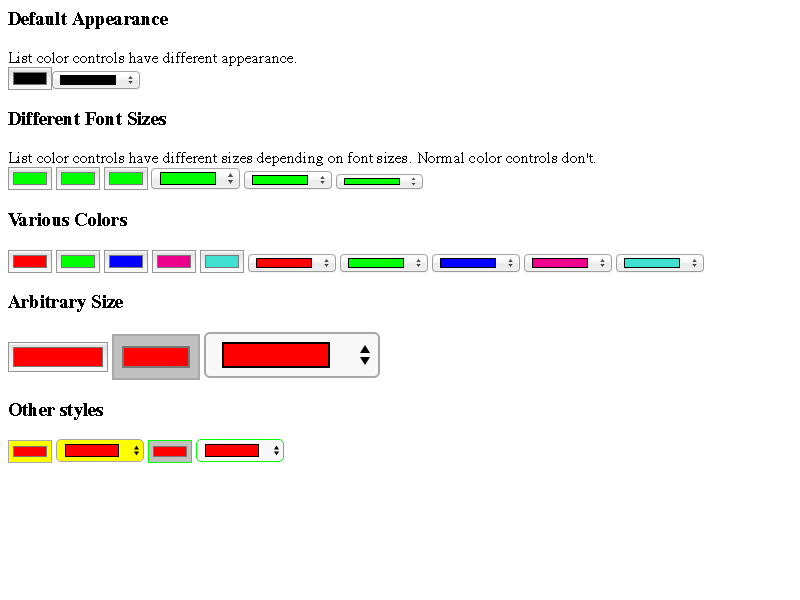 Default Appearance
List color controls have different appearance.
Different Font Sizes
List color controls have different sizes depending on font sizes. Normal color controls don't.
Various Colors
Arbitrary Size
Other styles